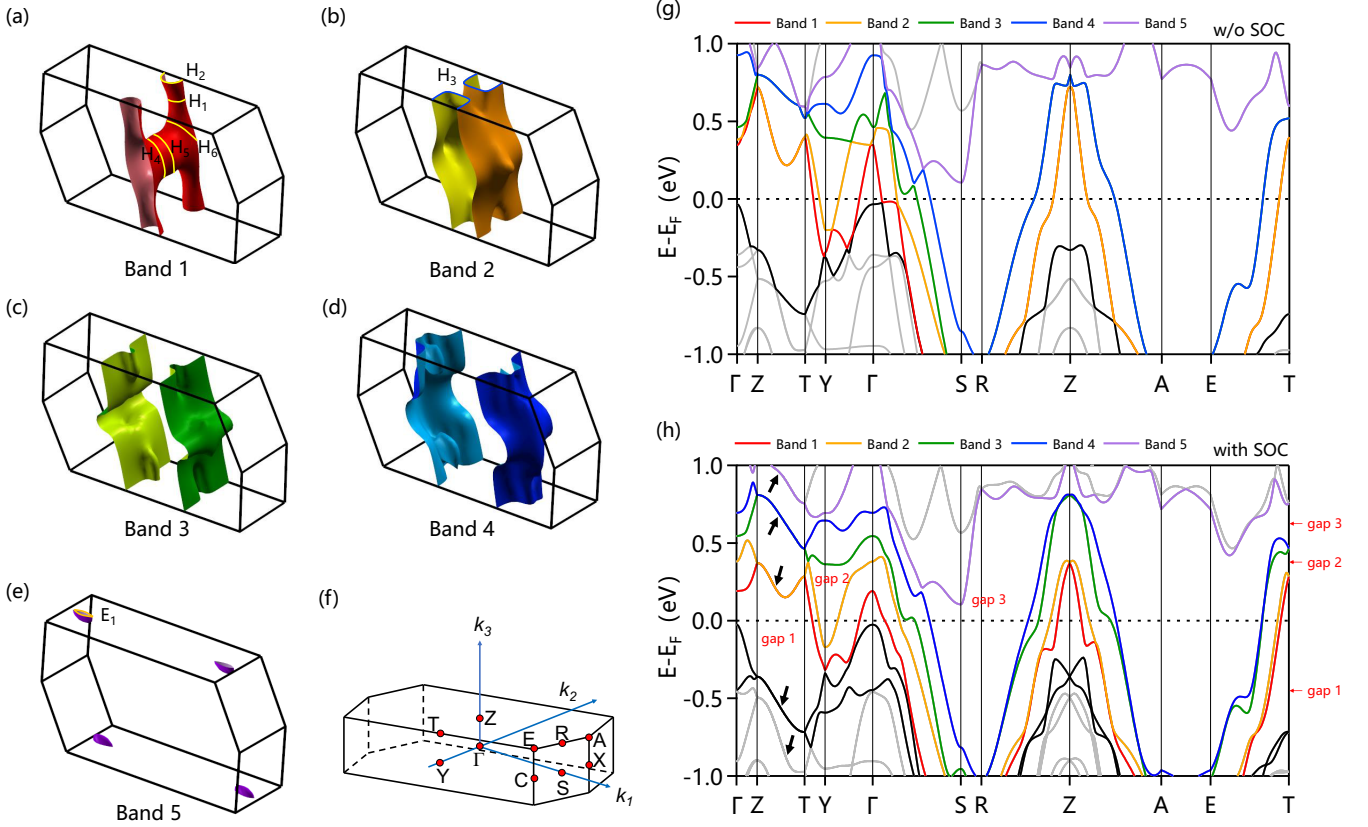 (a)
H2
H1
H4
H5
H6
Band 1
(b)
H3
Band 2
(c)
Band 3
(d)
Band 4
(e)
E1
Band 5
(f)
k3
k2
k1
T
Z
E
R
A
Γ
X
Y
C
S
(g)
Band 1
Band 2
Band 3
Band 4
Band 5
w/o SOC
E-EF (eV)
1.0
0.5
0.0
-0.5
-1.0
Γ Z T Y Γ S R Z A E T
(h)
Band 1
Band 2
Band 3
Band 4
Band 5
with SOC
E-EF (eV)
1.0
0.5
0.0
-0.5
-1.0
gap 1
gap 2
gap 3
gap 3
gap 2
gap 1
Γ Z T Y Γ S R Z A E T